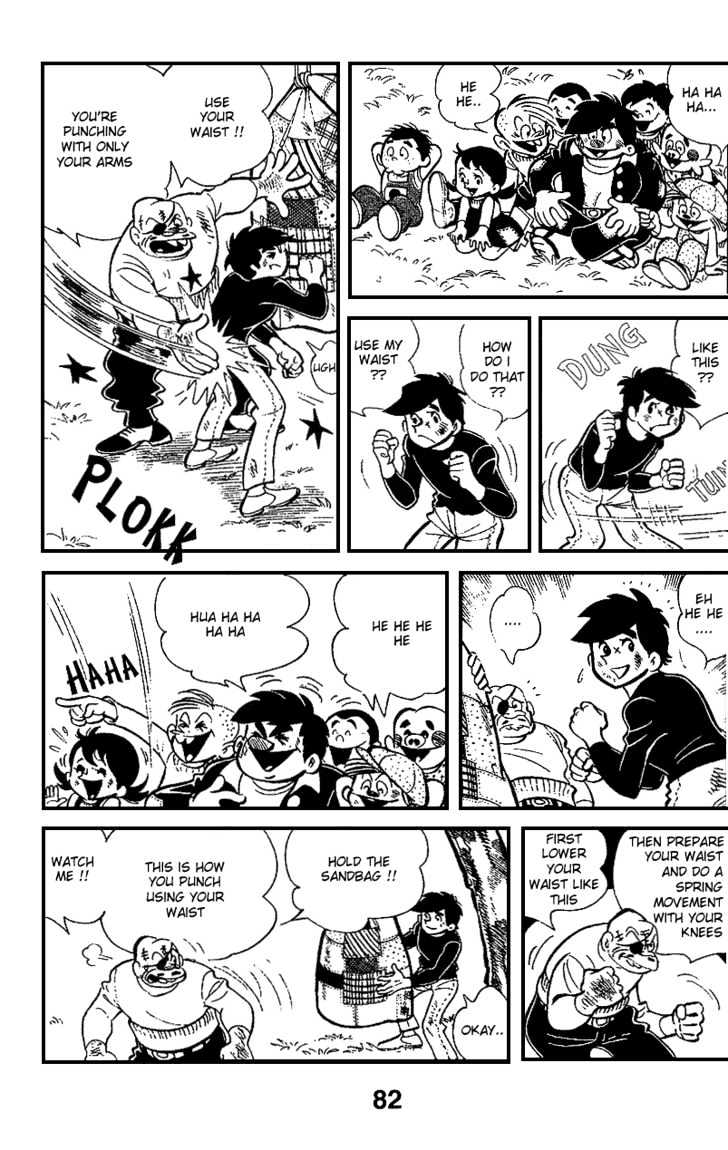 YOU'RE
PUNCHING
WITH ONLY
YOUR ARMS
USE
YOUR
WAIST !!
UGH
PLOKK
HE
HE..
HA HA
HA...
USE MY
WAIST
??
HOW
DO I
DO THAT
??
DUNG
LIKE
THIS
??
HAHA
HUA HA HA
HA HA
HE HE HE
HE
....
EH
HE HE
....
WATCH
ME !!
THIS IS HOW
YOU PUNCH
USING YOUR
WAIST
HOLD THE
SANDBAG !!
OKAY..
FIRST
LOWER
YOUR
WAIST LIKE
THIS
THEN PREPARE
YOUR WAIST
AND DO A
SPRING
MOVEMENT
WITH YOUR
KNEES
82